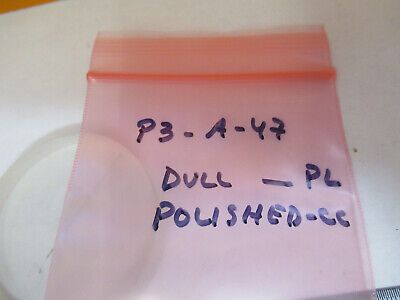 P3-A-47
DULL — PL
POLISHED-CC